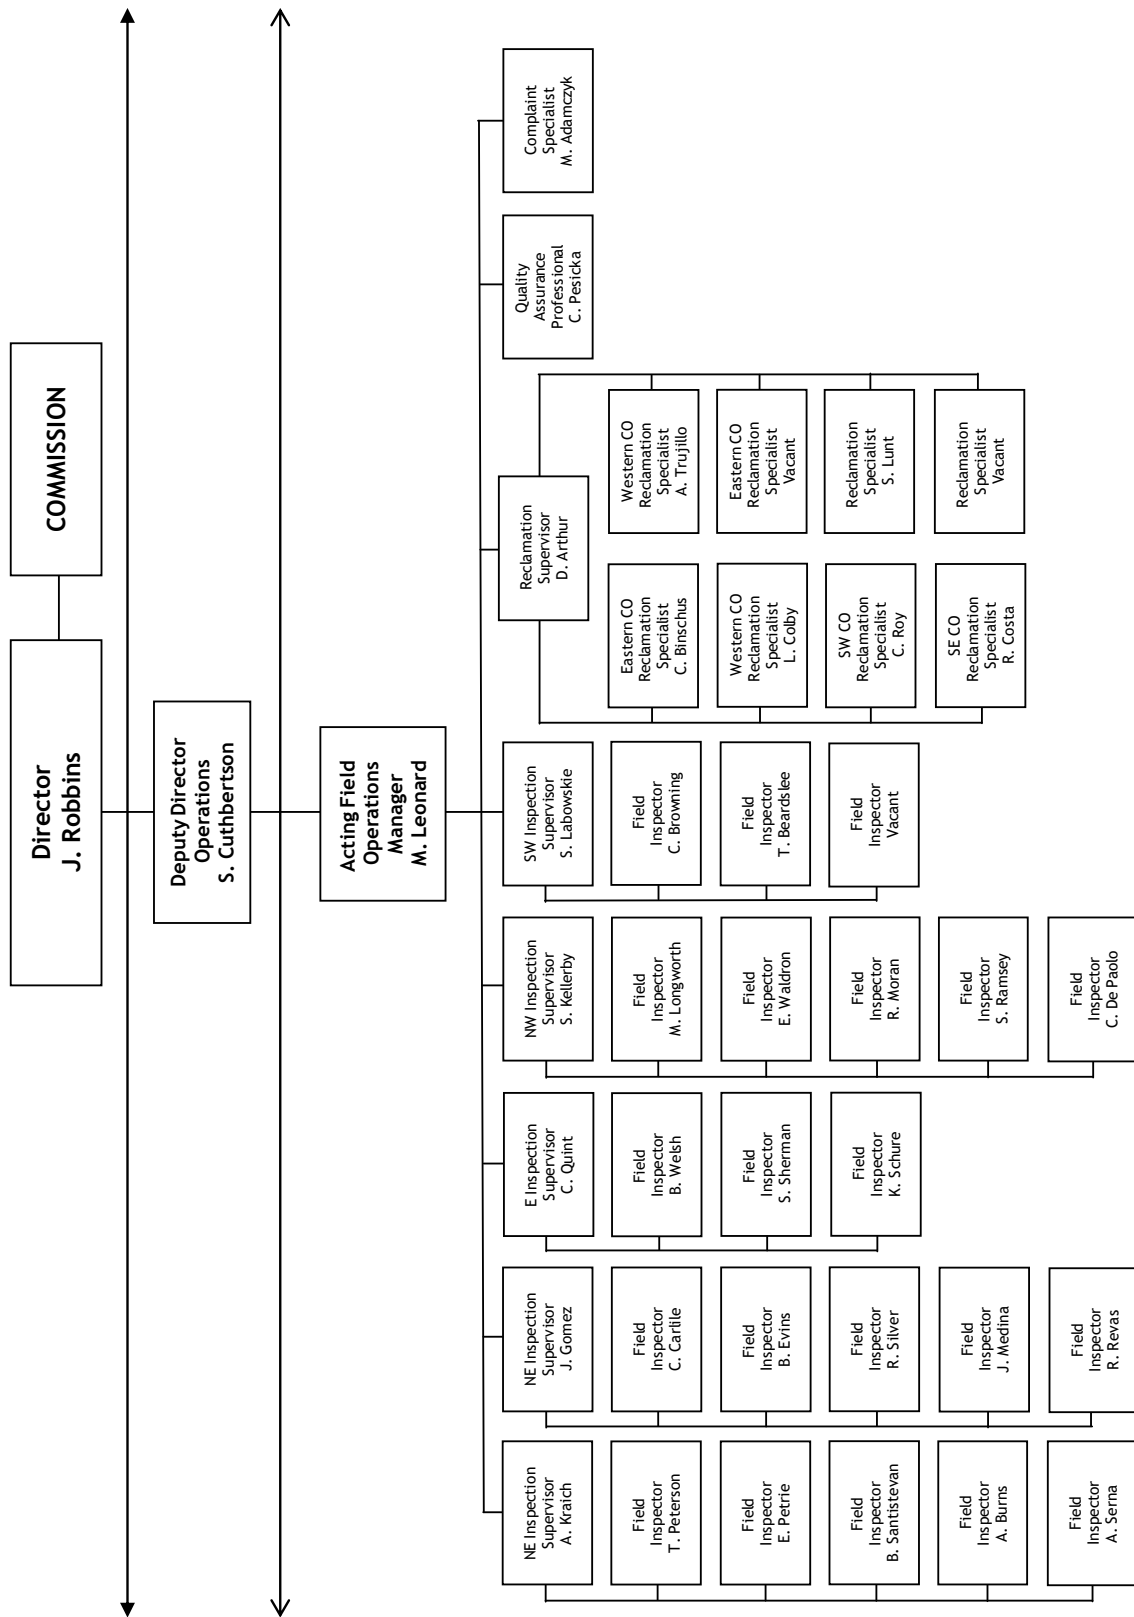 Director
J. Robbins
COMMISSION
Deputy Director
Operations
S. Cuthbertson
Acting Field
Operations
Manager
M. Leonard
NE Inspection
Supervisor
A. Kraich
Field
Inspector
T. Peterson
Field
Inspector
E. Petrie
Field
Inspector
B. Santistevan
Field
Inspector
A. Burns
Field
Inspector
A. Serna
NE Inspection
Supervisor
J. Gomez
Field
Inspector
C. Carlile
Field
Inspector
B. Evins
Field
Inspector
R. Silver
Field
Inspector
J. Medina
Field
Inspector
R. Revas
E Inspection
Supervisor
C. Quint
Field
Inspector
B. Welsh
Field
Inspector
S. Sherman
Field
Inspector
K. Schure
NW Inspection
Supervisor
S. Kellerby
Field
Inspector
M. Longworth
Field
Inspector
E. Waldron
Field
Inspector
R. Moran
Field
Inspector
S. Ramsey
Field
Inspector
C. De Paolo
SW Inspection
Supervisor
S. Labowskie
Field
Inspector
C. Browning
Field
Inspector
T. Beardslee
Field
Inspector
Vacant
Reclamation
Supervisor
D. Arthur
Eastern CO
Reclamation
Specialist
C. Binschus
Western CO
Reclamation
Specialist
L. Colby
SW CO
Reclamation
Specialist
C. Roy
SE CO
Reclamation
Specialist
R. Costa
Western CO
Reclamation
Specialist
A. Trujillo
Eastern CO
Reclamation
Specialist
Vacant
Reclamation
Specialist
S. Lunt
Reclamation
Specialist
Vacant
Quality
Assurance
Professional
C. Pesicka
Complaint
Specialist
M. Adamczyk